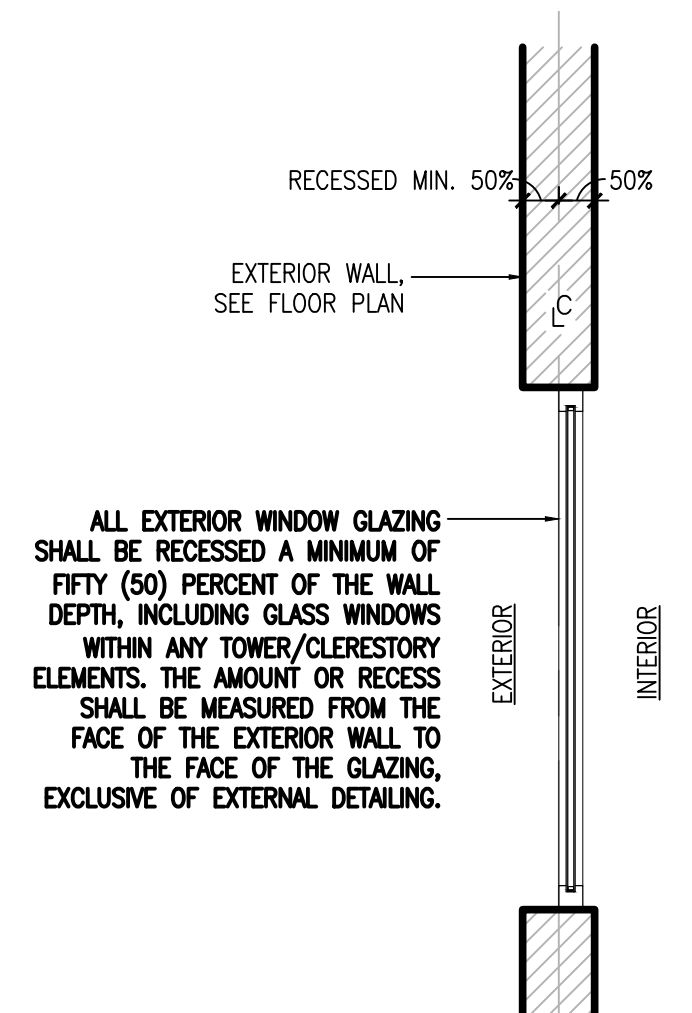 RECESSED MIN. 50% 50%
EXTERIOR WALL,
SEE FLOOR PLAN
CL
ALL EXTERIOR WINDOW GLAZING
SHALL BE RECESSED A MINIMUM OF
FIFTY (50) PERCENT OF THE WALL
DEPTH, INCLUDING GLASS WINDOWS
WITHIN ANY TOWER/CLERESTORY
ELEMENTS. THE AMOUNT OR RECESS
SHALL BE MEASURED FROM THE
FACE OF THE EXTERIOR WALL TO
THE FACE OF THE GLAZING,
EXCLUSIVE OF EXTERNAL DETAILING.
EXTERIOR
INTERIOR